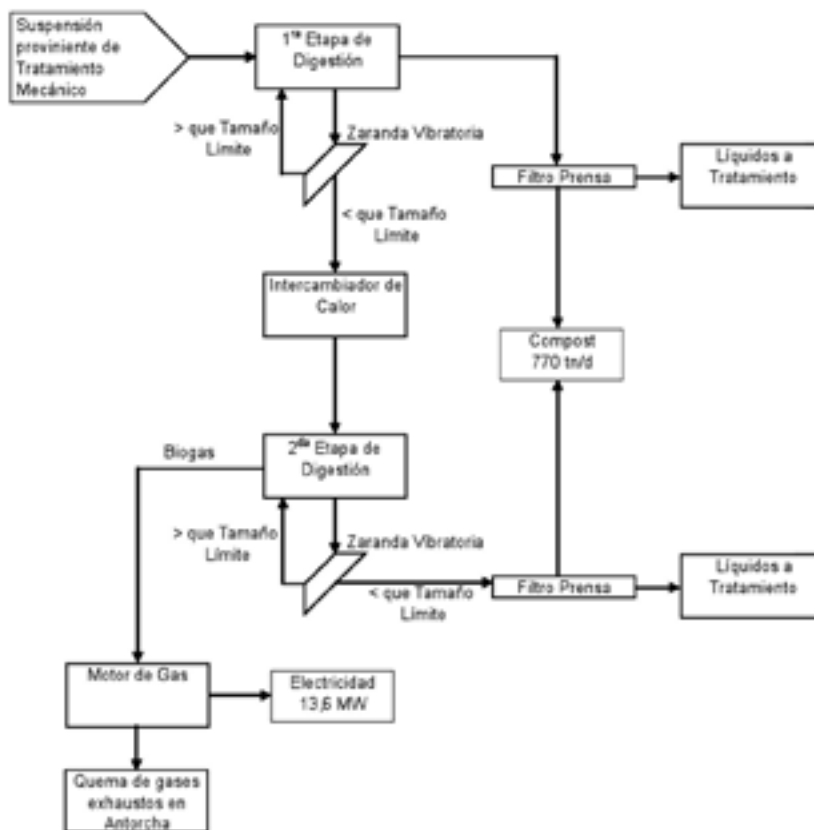 Suspensión
proviniente de
Tratamiento
Mecánico
1ra Etapa de
Digestión
> que Tamaño
Límite
Zaranda Vibratoria
< que Tamaño
Límite
Filtro Prensa
Líquidos a
Tratamiento
Intercambiador de
Calor
Compost
770 tn/d
Biogas
2da Etapa de
Digestión
> que Tamaño
Límite
Zaranda Vibratoria
< que Tamaño
Límite
Filtro Prensa
Líquidos a
Tratamiento
Motor de Gas
Electricidad
13,6 MW
Quema de gases
exhaustos en
Antorcha